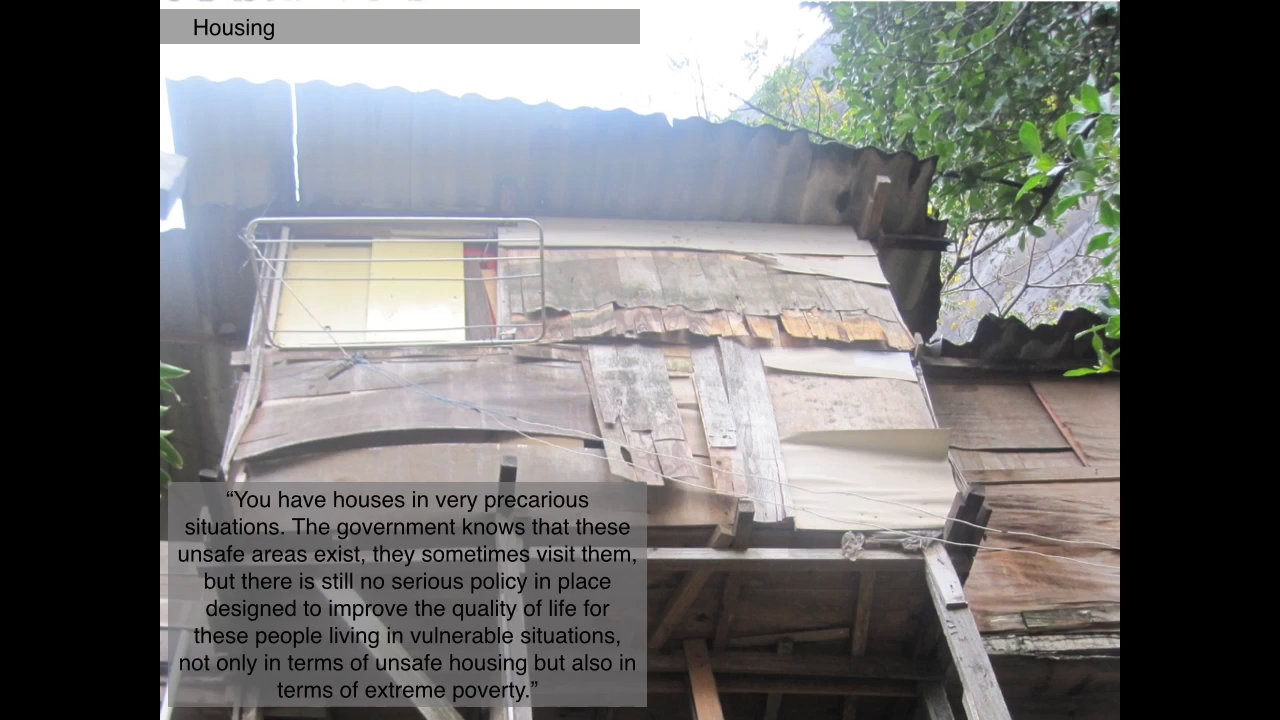 Housing
“You have houses in very precarious
situations. The government knows that these
unsafe areas exist, they sometimes visit them,
but there is still no serious policy in place
designed to improve the quality of life for
these people living in vulnerable situations,
not only in terms of unsafe housing but also in
terms of extreme poverty.”